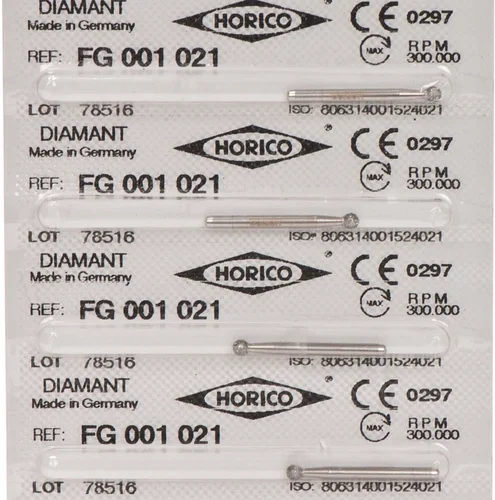 DIAMANT HORICO CE 0297
Made in Germany
REF: FG 001 021 MAX RPM 300.000
LOT 78516 ISO: 806314001524021
DIAMANT HORICO CE 0297
Made in Germany
REF: FG 001 021 MAX RPM 300.000
LOT 78516 ISO: 806314001524021
DIAMANT HORICO CE 0297
Made in Germany
REF: FG 001 021 MAX RPM 300.000
LOT 78516 ISO: 806314001524021
DIAMANT HORICO CE 0297
Made in Germany
REF: FG 001 021 MAX RPM 300.000
LOT 78516 ISO: 806314001524021